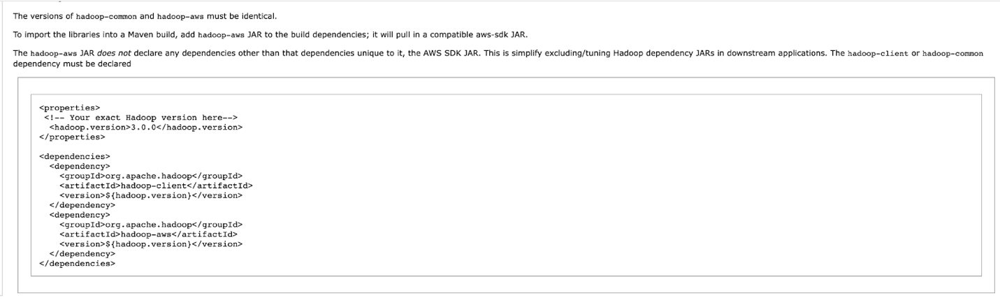 The versions of hadoop-common and hadoop-aws must be identical.
To import the libraries into a Maven build, add hadoop-aws JAR to the build dependencies; it will pull in a compatible aws-sdk JAR.
The hadoop-aws JAR does not declare any dependencies other than that dependencies unique to it, the AWS SDK JAR. This is simplify excluding/tuning Hadoop dependency JARs in downstream applications. The hadoop-client or hadoop-common
dependency must be declared
<properties>
 <!-- Your exact Hadoop version here-->
  <hadoop.version>3.0.0</hadoop.version>
</properties>

<dependencies>
  <dependency>
    <groupId>org.apache.hadoop</groupId>
    <artifactId>hadoop-client</artifactId>
    <version>${hadoop.version}</version>
  </dependency>
  <dependency>
    <groupId>org.apache.hadoop</groupId>
    <artifactId>hadoop-aws</artifactId>
    <version>${hadoop.version}</version>
  </dependency>
</dependencies>